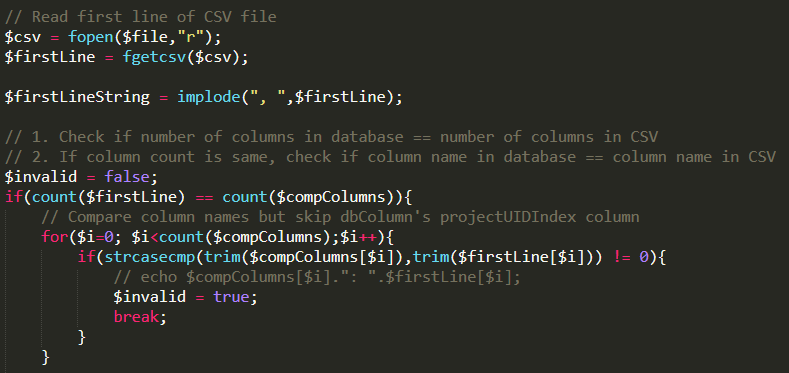 // Read first line of CSV file
$csv = fopen($file,"r");
$firstLine = fgetcsv($csv);
$firstLineString = implode(", ",$firstLine);
// 1. Check if number of columns in database == number of columns in CSV
// 2. If column count is same, check if column name in database == column name in CSV
$invalid = false;
if(count($firstLine) == count($compColumns)){
// Compare column names but skip dbColumn's projectUIDIndex column
for($i=0; $i<count($compColumns);$i++){
if(strcasecmp(trim($compColumns[$i]),trim($firstLine[$i])) != 0){
// echo $compColumns[$i].": ".$firstLine[$i];
$invalid = true;
break;
}
}